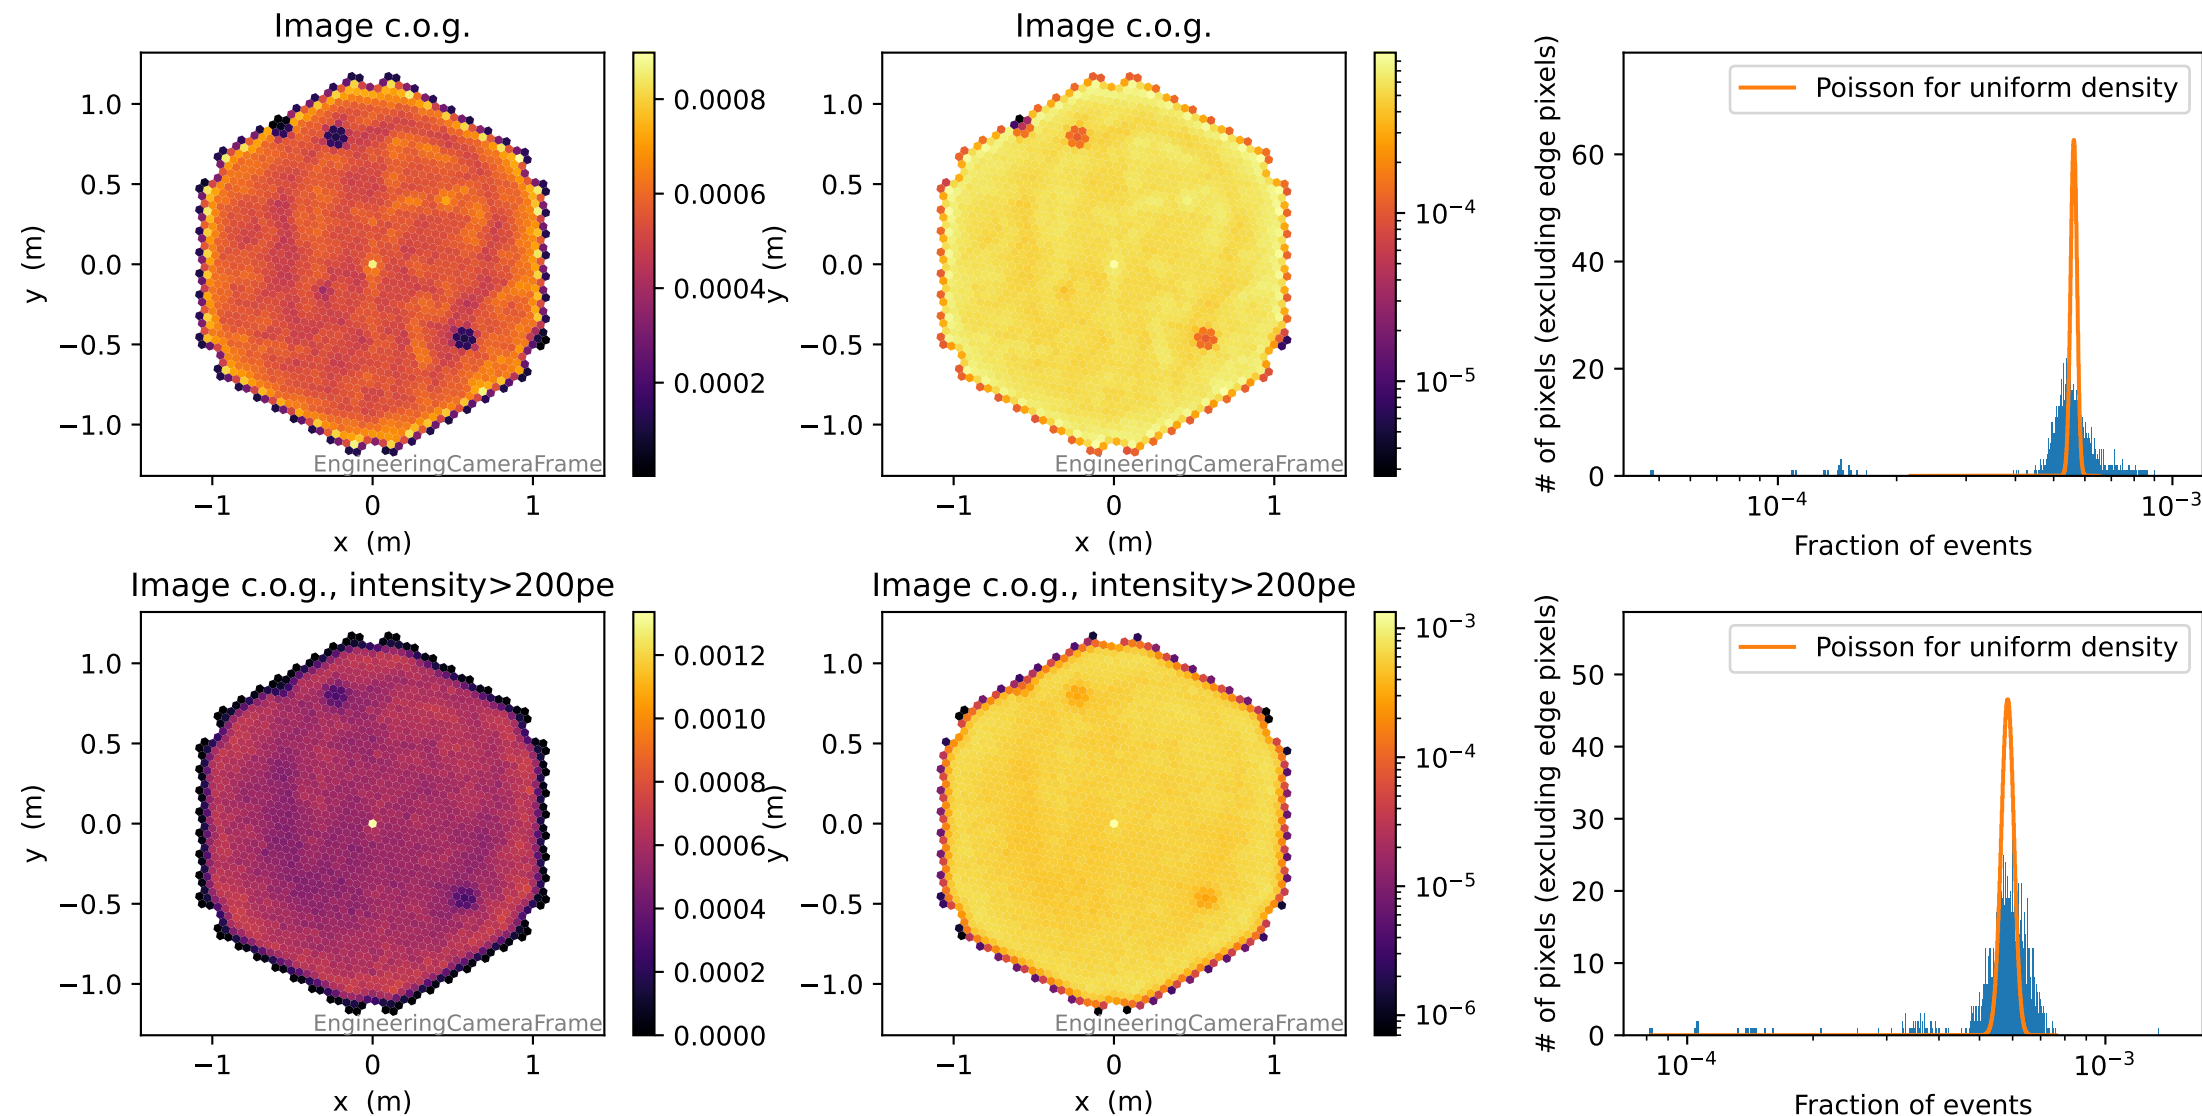 Image c.o.g.
1.0
0.5
0.0
−0.5
−1.0
y (m)
−1
0
1
x (m)
EngineeringCameraFrame
0.0008
0.0006
0.0004
0.0002
Image c.o.g.
1.0
0.5
0.0
−0.5
−1.0
y (m)
−1
0
1
x (m)
EngineeringCameraFrame
10⁻⁴
10⁻⁵
# of pixels (excluding edge pixels)
60
40
20
0
Poisson for uniform density
10⁻⁴
10⁻³
Fraction of events
Image c.o.g., intensity>200pe
1.0
0.5
0.0
−0.5
−1.0
y (m)
−1
0
1
x (m)
EngineeringCameraFrame
0.0012
0.0010
0.0008
0.0006
0.0004
0.0002
0.0000
Image c.o.g., intensity>200pe
1.0
0.5
0.0
−0.5
−1.0
y (m)
−1
0
1
x (m)
EngineeringCameraFrame
10⁻³
10⁻⁴
10⁻⁵
10⁻⁶
# of pixels (excluding edge pixels)
50
40
30
20
10
0
Poisson for uniform density
10⁻⁴
10⁻³
Fraction of events